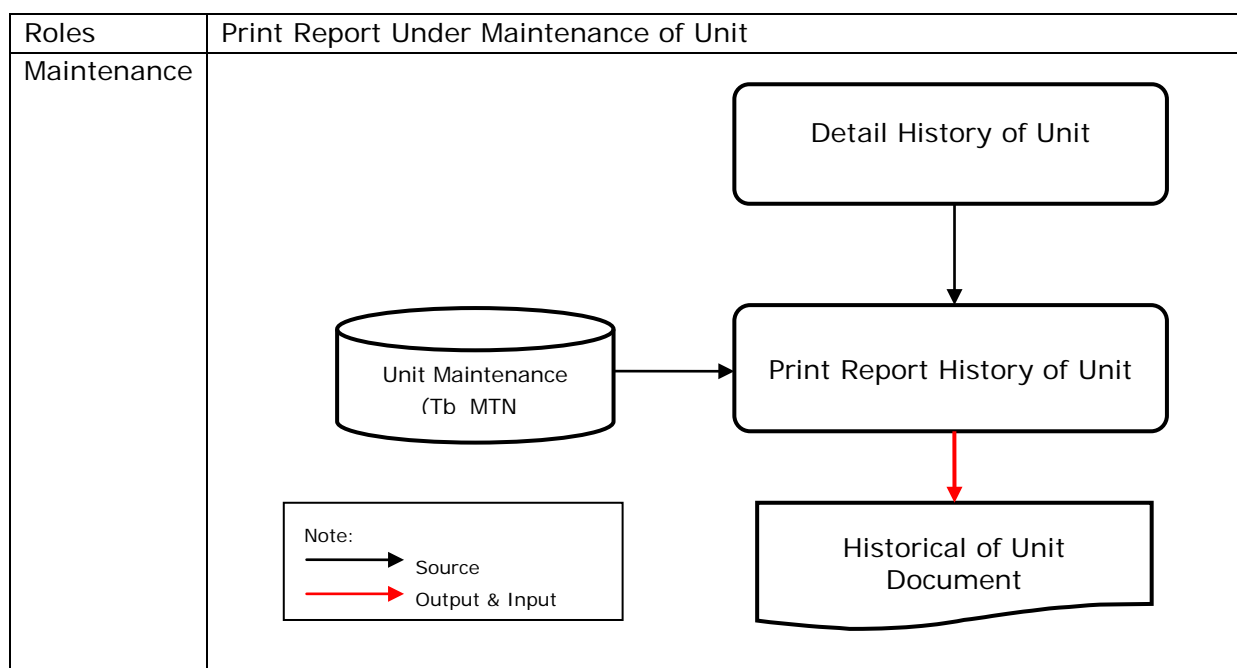 Roles
Print Report Under Maintenance of Unit
Maintenance
Detail History of Unit
Unit Maintenance
(Tb MTN
Print Report History of Unit
Note:
Source
Output & Input
Historical of Unit
Document